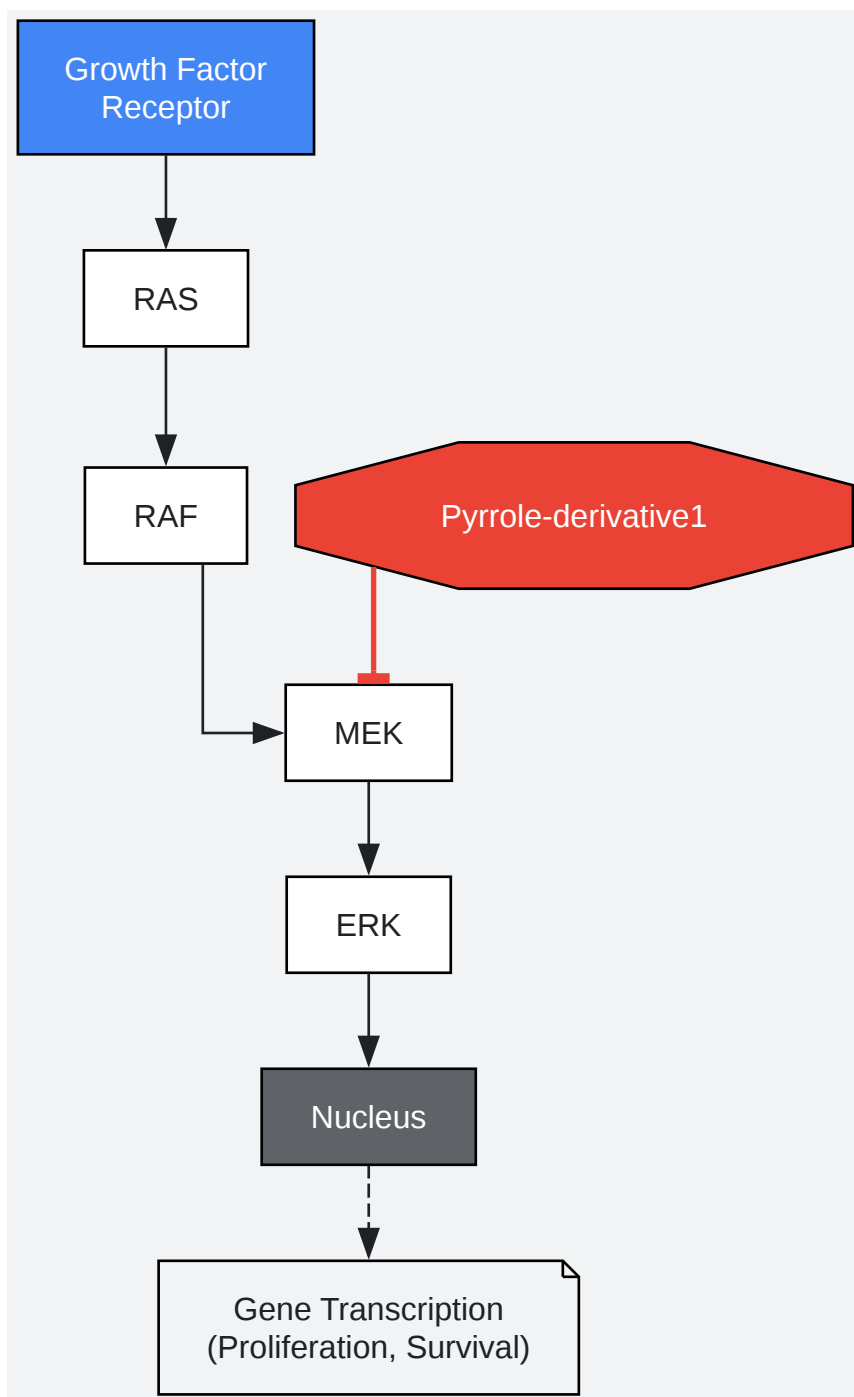 Growth Factor
Receptor
RAS
RAF
Pyrrole-derivative1
MEK
ERK
Nucleus
Gene Transcription
(Proliferation, Survival)